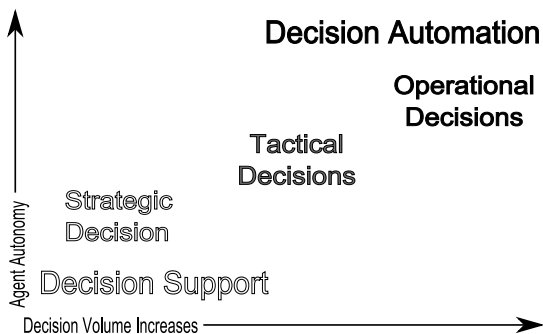 Decision Automation
Operational
Decisions
Tactical
Decisions
Strategic
Decision
Decision Support
Agent Autonomy
Decision Volume Increases